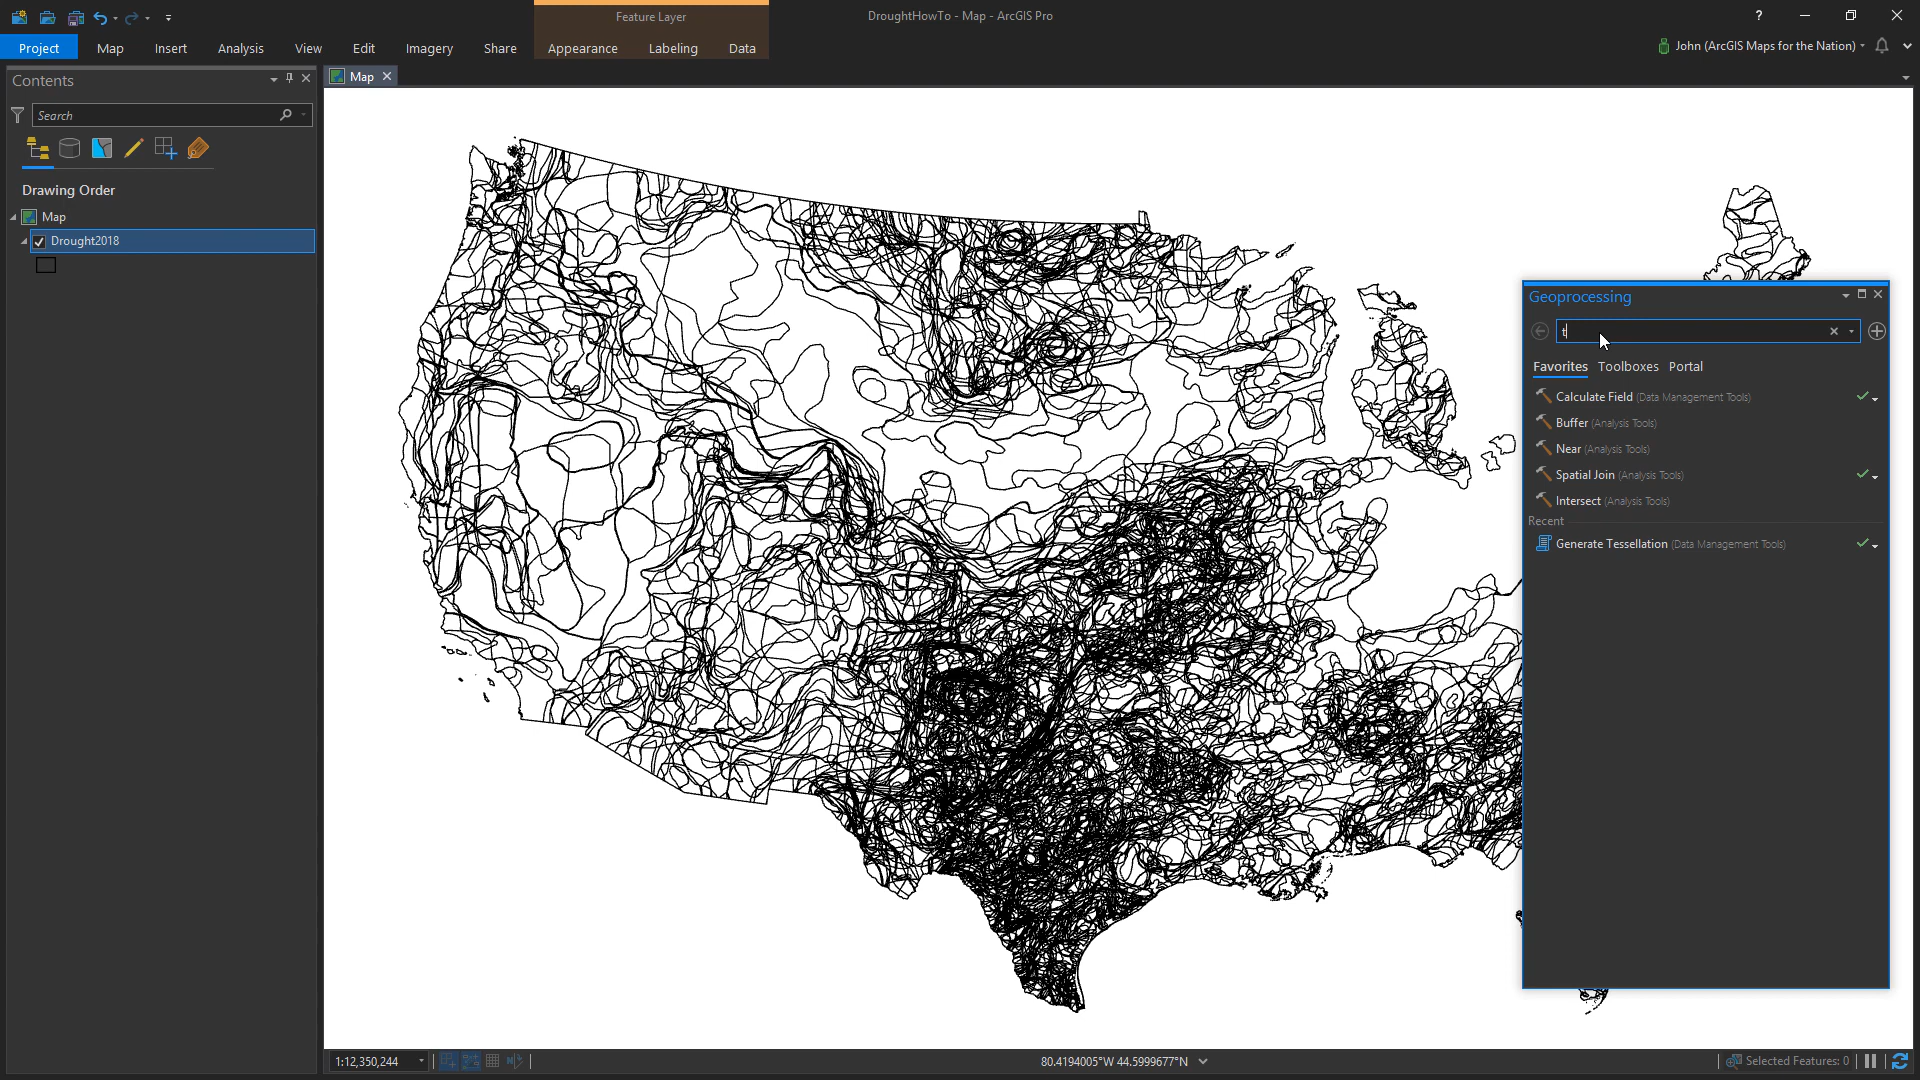 Feature Layer
DroughtHowTo - Map - ArcGIS Pro
?
Project Map Insert Analysis View Edit Imagery Share Appearance Labeling Data
John (ArcGIS Maps for the Nation)
Contents
Map
Search
Drawing Order
Map
Drought2018
Geoprocessing
t
Favorites Toolboxes Portal
Calculate Field (Data Management Tools)
Buffer (Analysis Tools)
Near (Analysis Tools)
Spatial Join (Analysis Tools)
Intersect (Analysis Tools)
Recent
Generate Tessellation (Data Management Tools)
1:12,350,244
80.4194005°W 44.5999677°N
Selected Features: 0